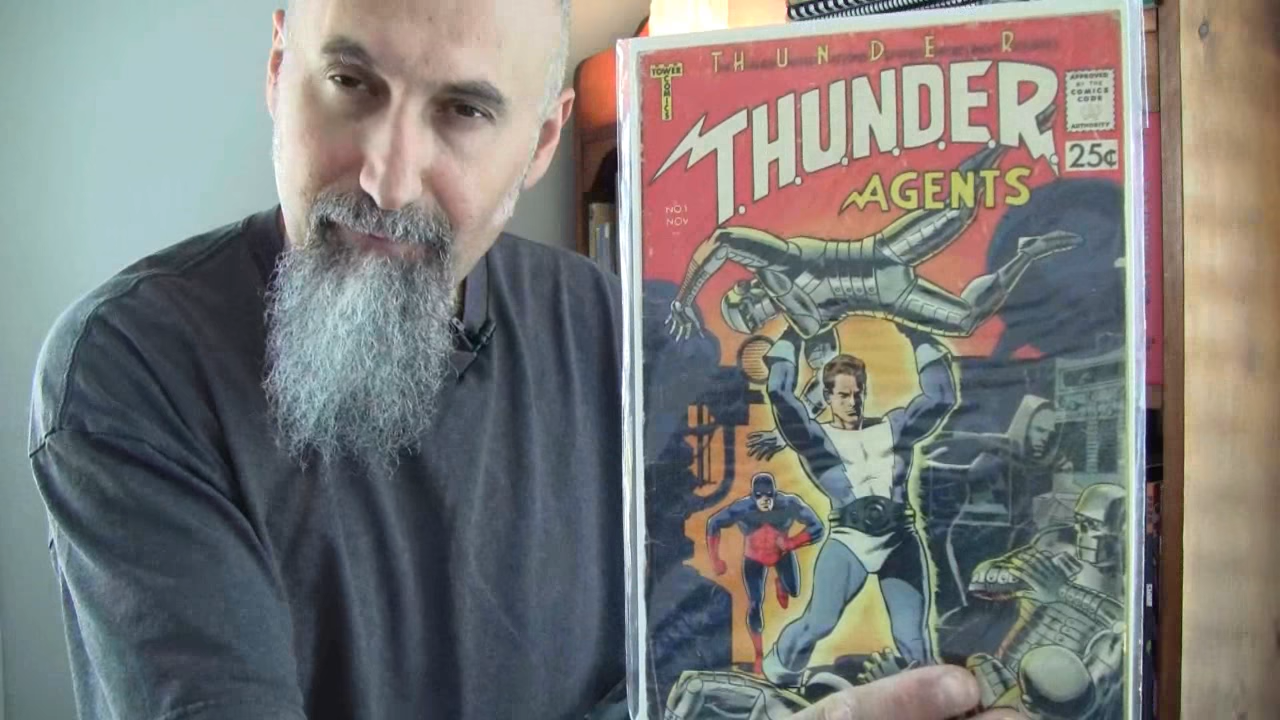 THUNDER
TOWER
COMICS
T.H.U.N.D.E.R.
AGENTS
NO.1
NOV
APPROVED
BY THE
COMICS
CODE
AUTHORITY
25¢